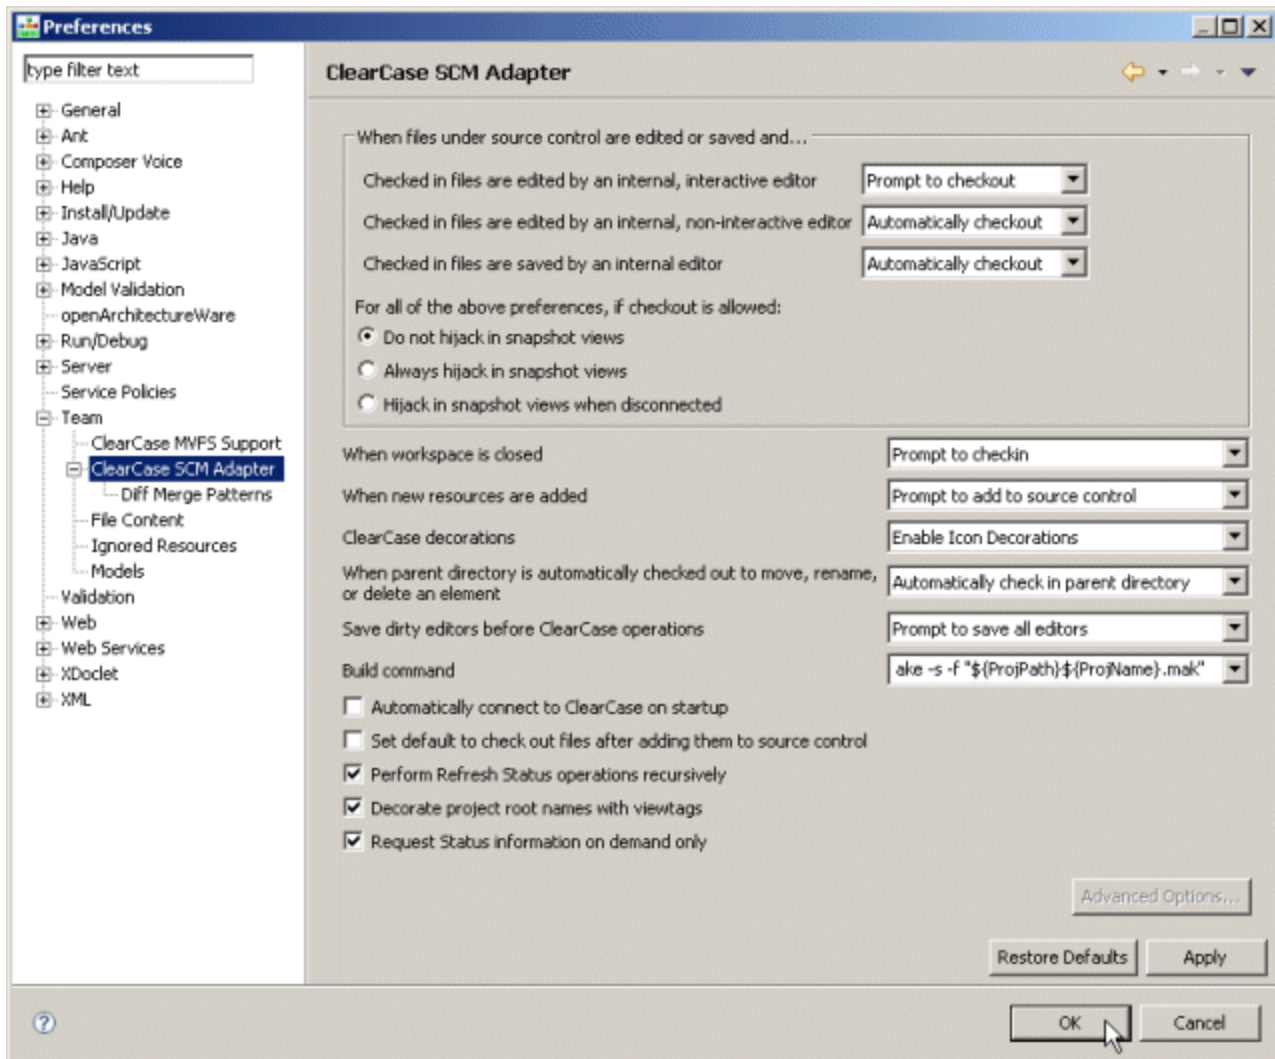 Preferences
type filter text
General
Ant
Composer Voice
Help
Install/Update
Java
JavaScript
Model Validation
openArchitectureWare
Run/Debug
Server
Service Policies
Team
ClearCase MVFS Support
ClearCase SCM Adapter
Diff Merge Patterns
File Content
Ignored Resources
Models
Validation
Web
Web Services
XDoclet
XML
ClearCase SCM Adapter
When files under source control are edited or saved and...
Checked in files are edited by an internal, interactive editor Prompt to checkout
Checked in files are edited by an internal, non-interactive editor Automatically checkout
Checked in files are saved by an internal editor Automatically checkout
For all of the above preferences, if checkout is allowed:
Do not hijack in snapshot views
Always hijack in snapshot views
Hijack in snapshot views when disconnected
When workspace is closed Prompt to checkin
When new resources are added Prompt to add to source control
ClearCase decorations Enable Icon Decorations
When parent directory is automatically checked out to move, rename,
or delete an element Automatically check in parent directory
Save dirty editors before ClearCase operations Prompt to save all editors
Build command ake -s -f "${ProjPath}${ProjName}.mak"
Automatically connect to ClearCase on startup
Set default to check out files after adding them to source control
Perform Refresh Status operations recursively
Decorate project root names with viewtags
Request Status information on demand only
Advanced Options...
Restore Defaults Apply
? OK Cancel